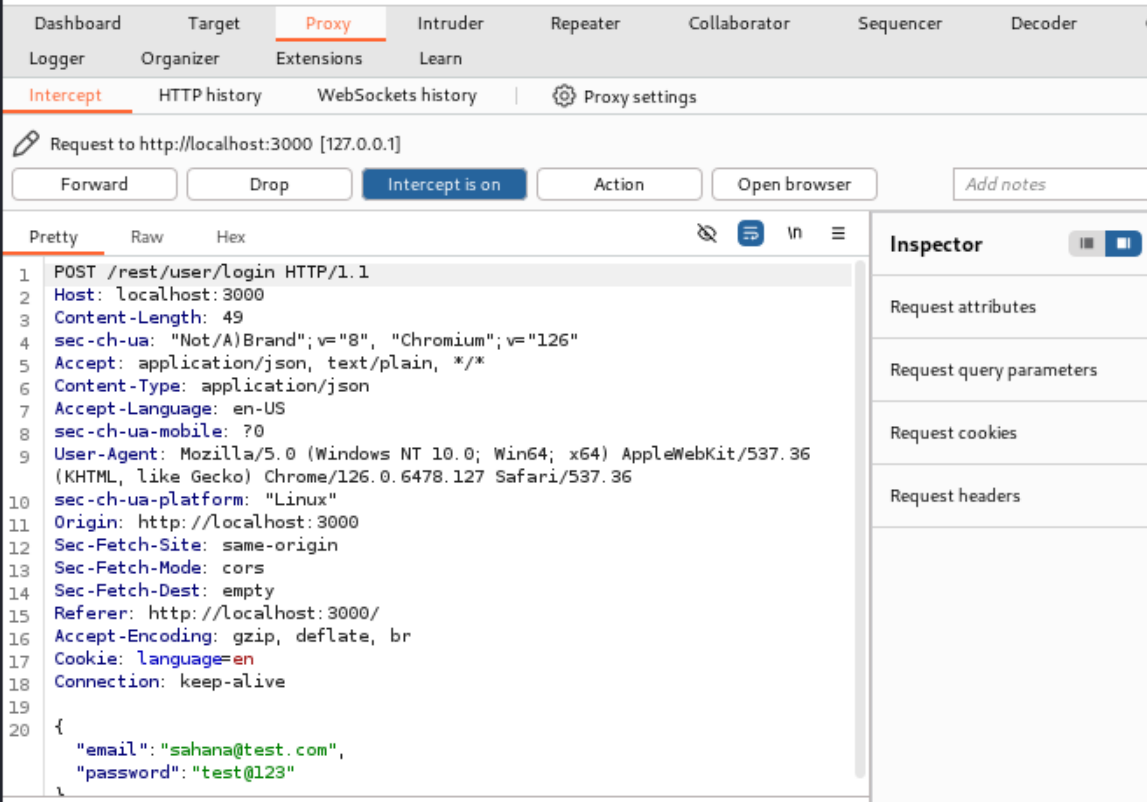 Dashboard Target Proxy Intruder Repeater Collaborator Sequencer Decoder
Logger Organizer Extensions Learn
Intercept HTTP history WebSockets history Proxy settings
Request to http://localhost:3000 [127.0.0.1]
Forward Drop Intercept is on Action Open browser Add notes
Pretty Raw Hex \n
Inspector
Request attributes
Request query parameters
Request cookies
Request headers
1 POST /rest/user/login HTTP/1.1
2 Host: localhost:3000
3 Content-Length: 49
4 sec-ch-ua: "Not/A)Brand";v="8", "Chromium";v="126"
5 Accept: application/json, text/plain, */*
6 Content-Type: application/json
7 Accept-Language: en-US
8 sec-ch-ua-mobile: ?0
9 User-Agent: Mozilla/5.0 (Windows NT 10.0; Win64; x64) AppleWebKit/537.36
(KHTML, like Gecko) Chrome/126.0.6478.127 Safari/537.36
10 sec-ch-ua-platform: "Linux"
11 Origin: http://localhost:3000
12 Sec-Fetch-Site: same-origin
13 Sec-Fetch-Mode: cors
14 Sec-Fetch-Dest: empty
15 Referer: http://localhost:3000/
16 Accept-Encoding: gzip, deflate, br
17 Cookie: language=en
18 Connection: keep-alive
19
20 {
"email":"sahana@test.com",
"password":"test@123"
}